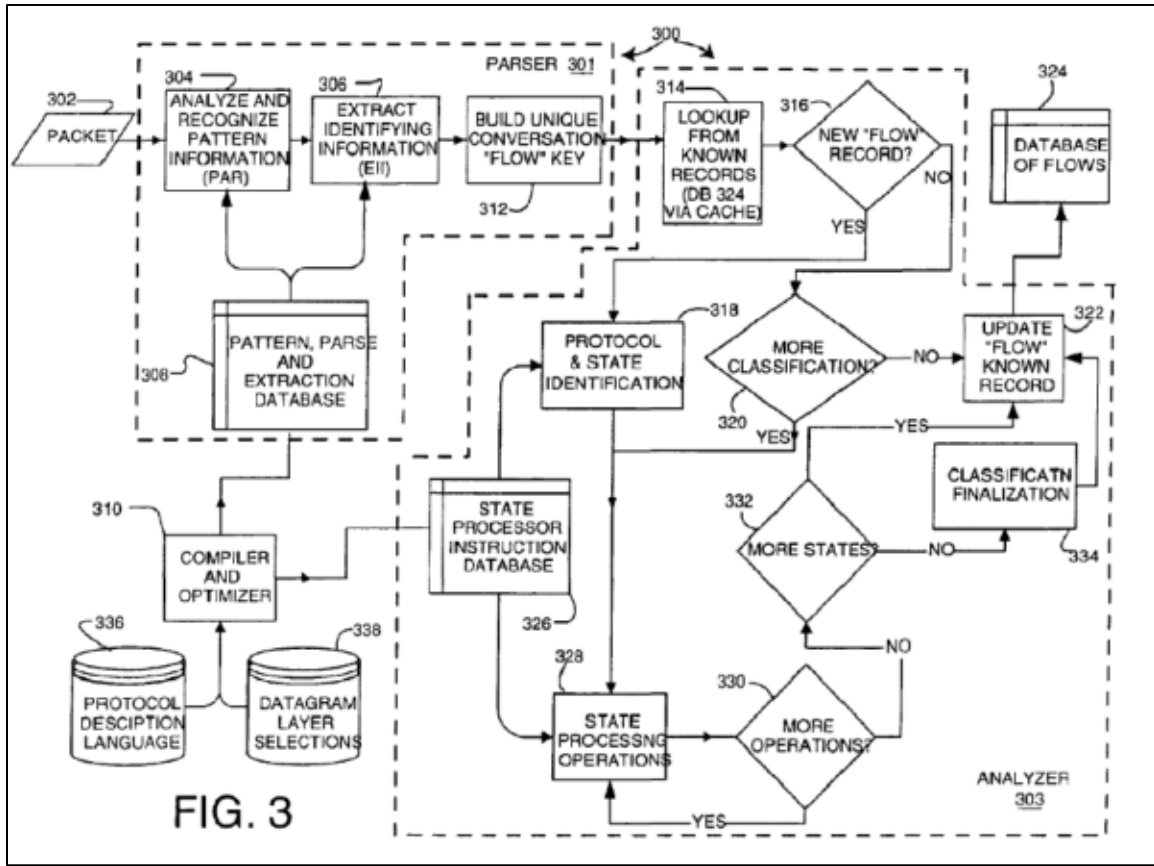 300
PARSER 301
302
PACKET
304
ANALYZE AND
RECOGNIZE
PATTERN
INFORMATION
(PAR)
306
EXTRACT
IDENTIFYING
INFORMATION
(EII)
BUILD UNIQUE
CONVERSATION
"FLOW" KEY
312
314
LOOKUP
FROM
KNOWN
RECORDS
(DB 324
VIA CACHE)
316
NEW "FLOW"
RECORD?
NO
YES
324
DATABASE
OF FLOWS
308
PATTERN, PARSE
AND
EXTRACTION
DATABASE
318
PROTOCOL
& STATE
IDENTIFICATION
MORE
CLASSIFICATION?
320
NO
YES
322
UPDATE
"FLOW"
KNOWN
RECORD
YES
CLASSIFICATN
FINALIZATION
334
310
COMPILER
AND
OPTIMIZER
STATE
PROCESSOR
INSTRUCTION
DATABASE
326
332
MORE STATES?
NO
336
PROTOCOL
DESCIPTION
LANGUAGE
338
DATAGRAM
LAYER
SELECTIONS
328
STATE
PROCESSNG
OPERATIONS
330
MORE
OPERATIONS?
NO
YES
ANALYZER
303
FIG. 3